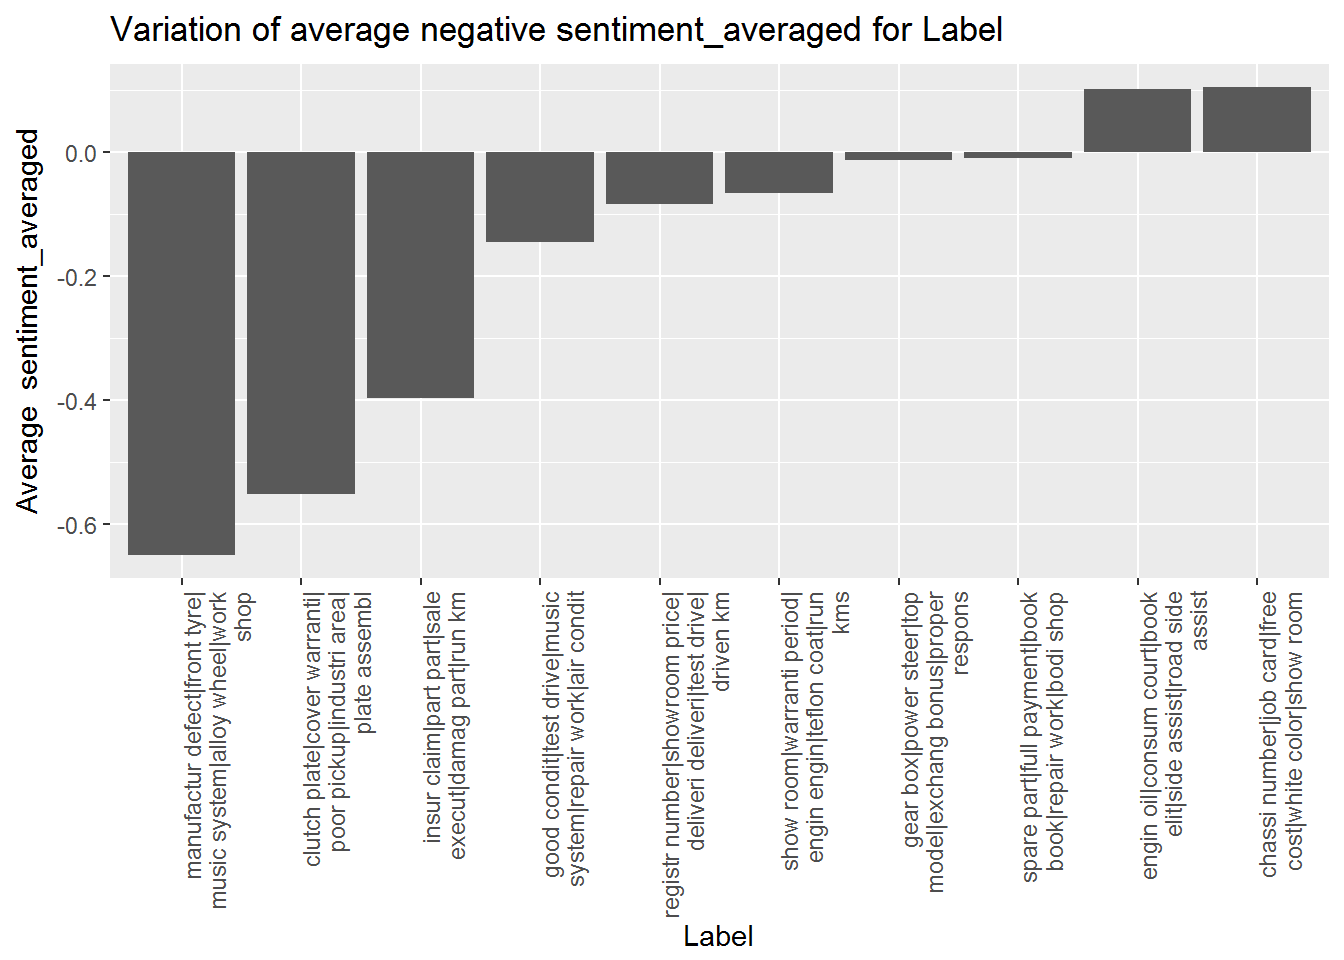 Variation of average negative sentiment_averaged for Label
Average sentiment_averaged
0.0
-0.2
-0.4
-0.6
manufactur defect|front tyre|
music system|alloy wheel|work
shop
clutch plate|cover warranti|
poor pickup|industri area|
plate assembl
insur claim|part part|sale
execut|damag part|run km
good condit|test drive|music
system|repair work|air condit
registr number|showroom price|
deliveri deliveri|test drive|
driven km
show room|warranti period|
engin engin|teflon coat|run
kms
gear box|power steer|top
model|exchang bonus|proper
respons
spare part|full payment|book
book|repair work|bodi shop
engin oil|consum court|book
elit|side assist|road side
assist
chassi number|job card|free
cost|white color|show room
Label